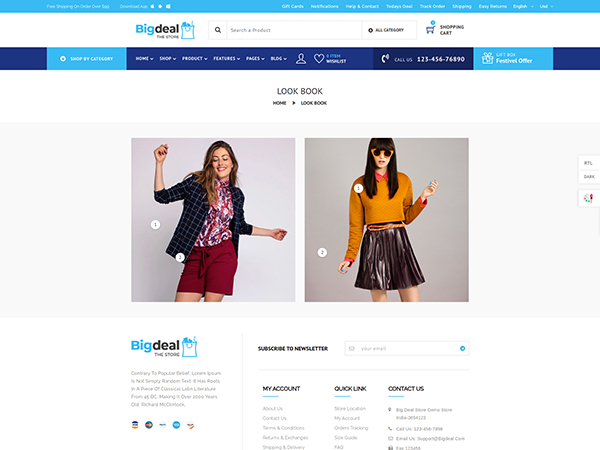 Free Shipping On Order Over $99
Download App
Gift Cards
Notifications
Help & Contact
Todays Deal
Track Order
Shipping
Easy Returns
English
Usd
Bigdeal
THE STORE
Search a Product
ALL CATEGORY
0
SHOPPING
CART
SHOP BY CATEGORY
HOME
SHOP
PRODUCT
FEATURES
PAGES
BLOG
0 ITEM
WISHLIST
CALL US
123-456-76890
GIFT BOX
Festivel Offer
LOOK BOOK
HOME » LOOK BOOK
RTL
DARK
1
2
1
2
Bigdeal
THE STORE
Contrary To Popular Belief, Lorem Ipsum
Is Not Simply Random Text. It Has Roots
In A Piece Of Classical Latin Literature
From 45 BC, Making It Over 2000 Years
Old. Richard McClintock,
SUBSCRIBE TO NEWSLETTER
your email
MY ACCOUNT
About Us
Contact Us
Terms & Conditions
Returns & Exchanges
Shipping & Delivery
QUICK LINK
Store Location
My Account
Orders Tracking
Size Guide
FAQ
CONTACT US
Big Deal Store Demo Store
India-3654123
Call Us: 123-456-7898
Email Us: Support@Bigdeal.Com
Fax 123456